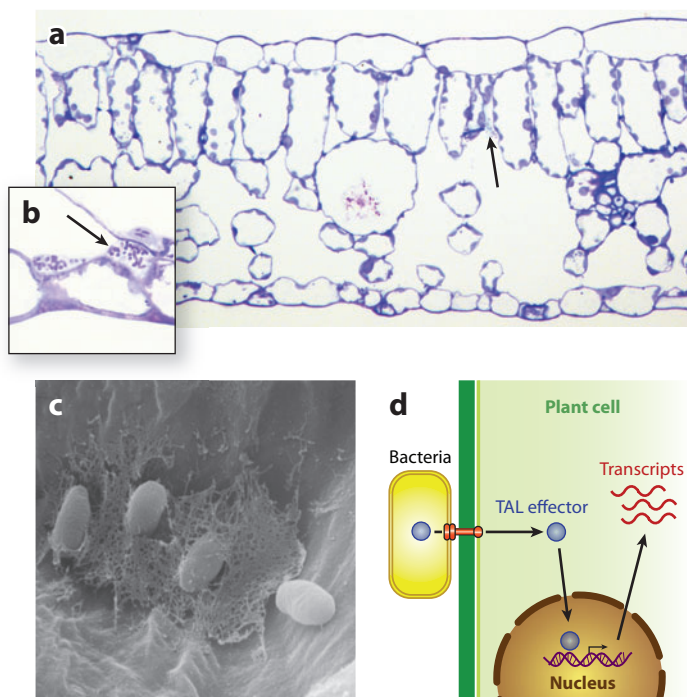 a
b
c
d
Plant cell
Bacteria
Transcripts
TAL effector
Nucleus